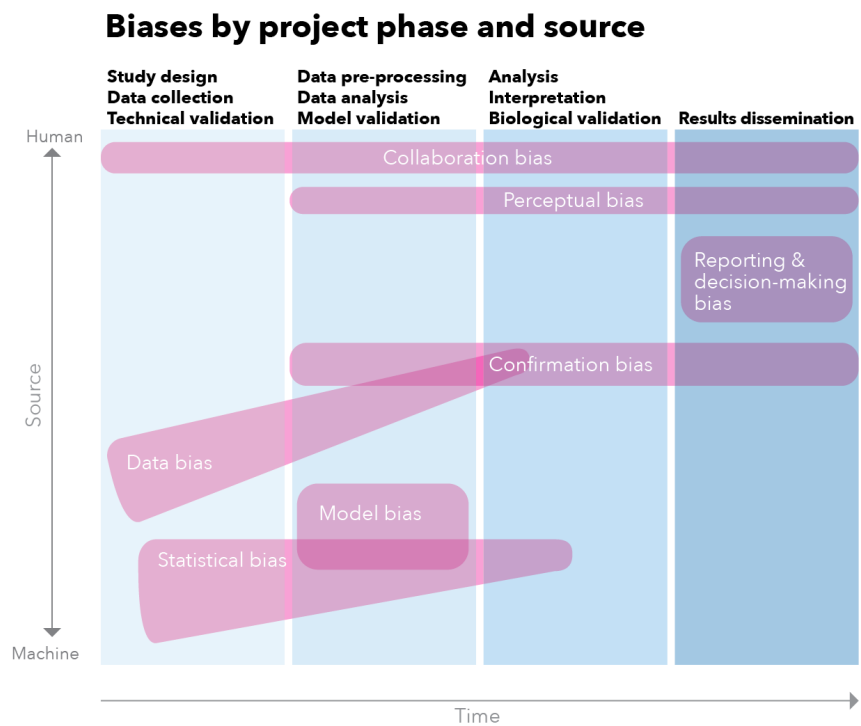 Biases by project phase and source
Study design
Data collection
Technical validation
Data pre-processing
Data analysis
Model validation
Analysis
Interpretation
Biological validation
Results dissemination
Human
Collaboration bias
Perceptual bias
Reporting &
decision-making
bias
Confirmation bias
Source
Data bias
Model bias
Statistical bias
Machine
Time